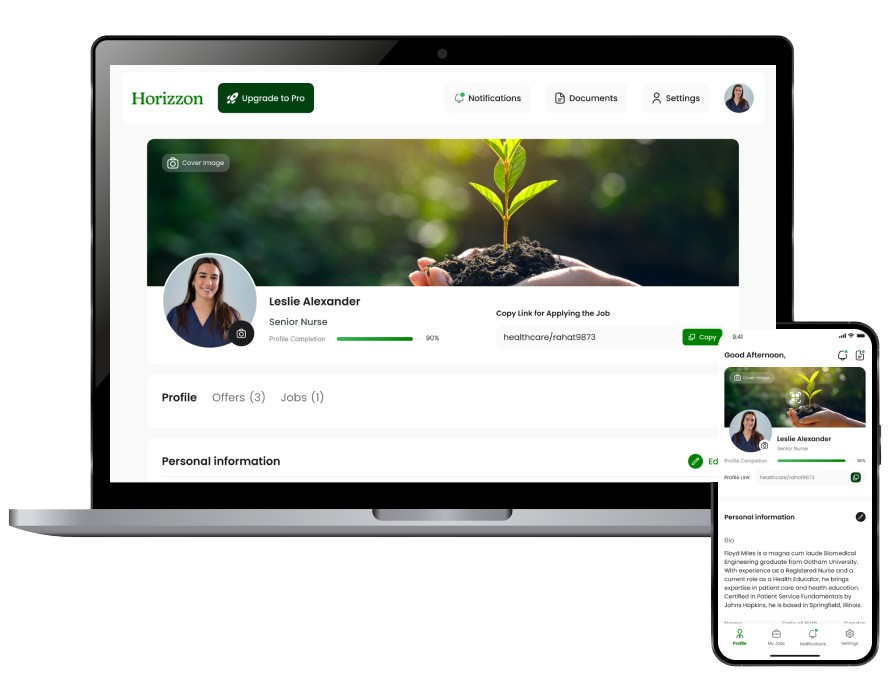 Horizzon
Upgrade to Pro
Notifications
Documents
Settings
Cover Image
Leslie Alexander
Senior Nurse
Profile Completion
90%
Copy Link for Applying the Job
healthcare/rahat9873
Copy
Profile
Offers (3)
Jobs (1)
Personal information
Ed
9:41
Good Afternoon,
Cover Image
Leslie Alexander
Senior Nurse
Profile Completion
90%
Profile Link
healthcare/rahat9873
Personal information
Bio
Floyd Miles is a magna cum laude Biomedical
Engineering graduate from Gotham University.
With experience as a Registered Nurse and a
current role as a Health Educator, he brings
expertise in patient care and health education.
Certified in Patient Service Fundamentals by
Johns Hopkins, he is based in Springfield, Illinois.
Name
Date of Birth
Gender
Profile
My Jobs
Notifications
Settings